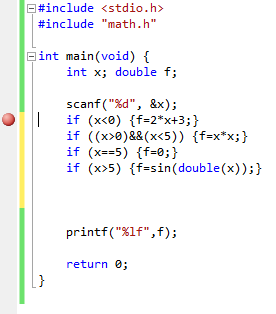 #include <stdio.h>
#include "math.h"
int main(void) {
int x; double f;
scanf("%d", &x);
if (x<0) {f=2*x+3;}
if ((x>0)&&(x<5)) {f=x*x;}
if (x==5) {f=0;}
if (x>5) {f=sin(double(x));}
printf("%lf",f);
return 0;
}